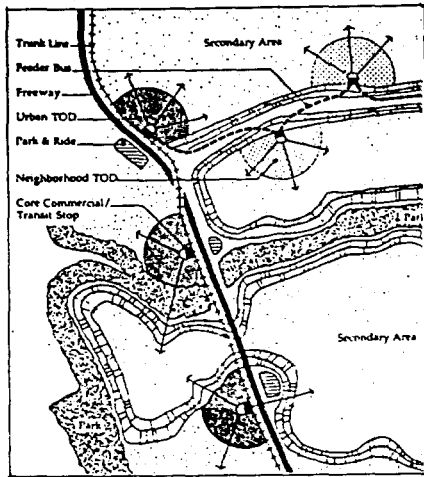 Trunk Line
Feeder Bus
Freeway
Urban TOD
Park & Ride
Neighborhood TOD
Core Commercial/
Transit Stop
Secondary Area
Park
Secondary Area
Park